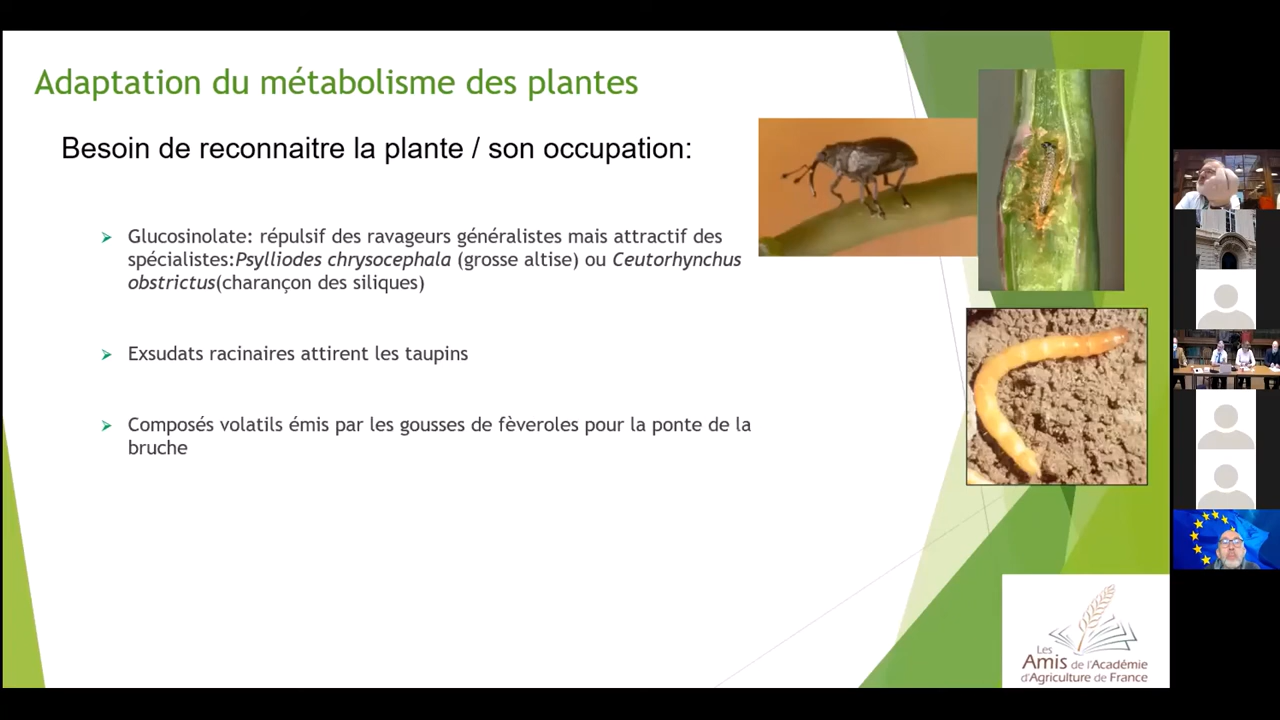 Adaptation du métabolisme des plantes
Besoin de reconnaitre la plante / son occupation:
➢ Glucosinolate: répulsif des ravageurs généralistes mais attractif des
spécialistes:Psylliodes chrysocephala (grosse altise) ou Ceutorhynchus
obstrictus(charançon des siliques)
➢ Exsudats racinaires attirent les taupins
➢ Composés volatils émis par les gousses de fèveroles pour la ponte de la
bruche
Les
Amis de l'Académie
d'Agriculture de France